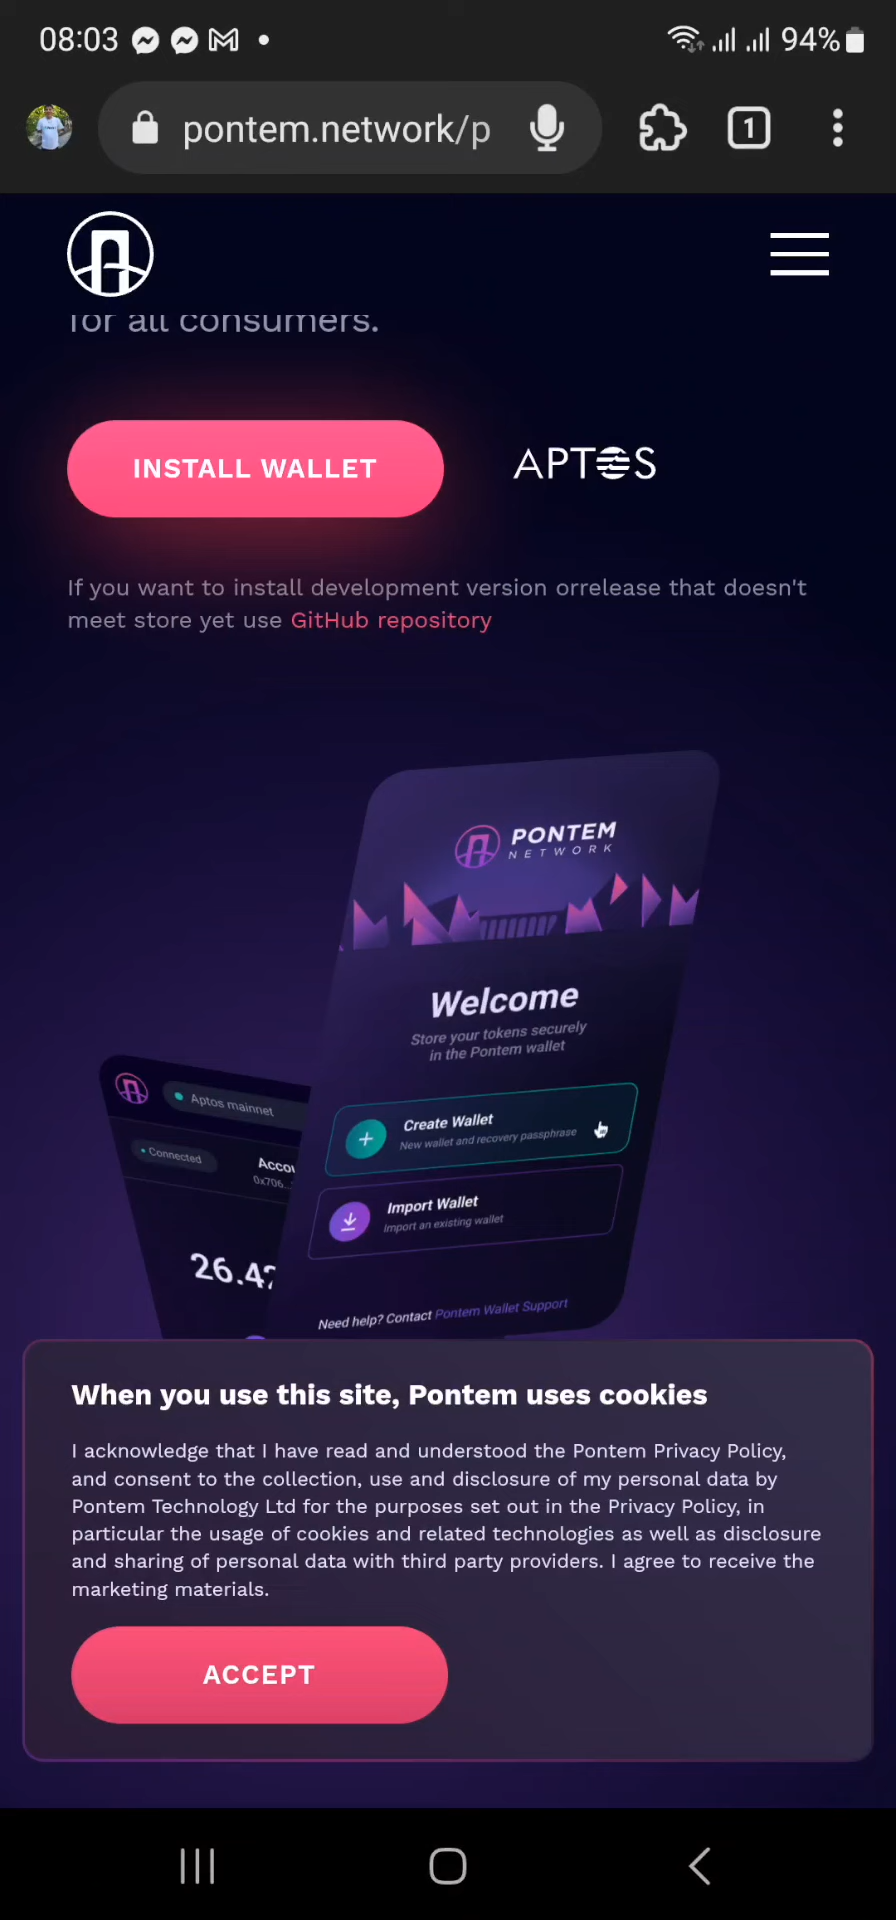 08:03
94%
pontem.network/p
1
for all consumers.
INSTALL WALLET
APTOS
If you want to install development version orrelease that doesn't
meet store yet use GitHub repository
PONTEM
NETWORK
Welcome
Store your tokens securely
in the Pontem wallet
Aptos mainnet
Create Wallet
New wallet and recovery passphrase
Connected
Accou
0x706...
Import Wallet
Import an existing wallet
26.42
Need help? Contact Pontem Wallet Support
When you use this site, Pontem uses cookies
I acknowledge that I have read and understood the Pontem Privacy Policy,
and consent to the collection, use and disclosure of my personal data by
Pontem Technology Ltd for the purposes set out in the Privacy Policy, in
particular the usage of cookies and related technologies as well as disclosure
and sharing of personal data with third party providers. I agree to receive the
marketing materials.
ACCEPT